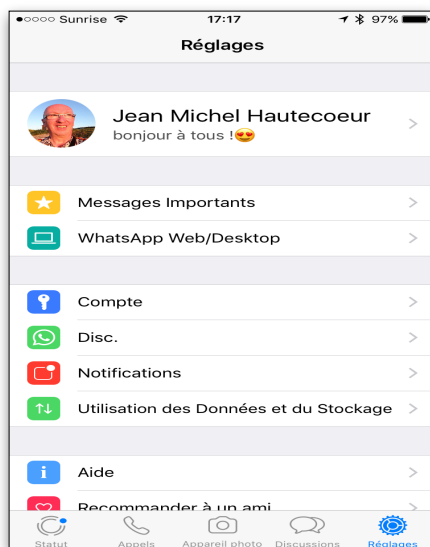 Sunrise 17:17 97%
Réglages
Jean Michel Hautecoeur
bonjour à tous !😍
Messages Importants
WhatsApp Web/Desktop
Compte
Disc.
Notifications
Utilisation des Données et du Stockage
Aide
Recommander à un ami
Statut Appels Appareil photo Discussions Réglages